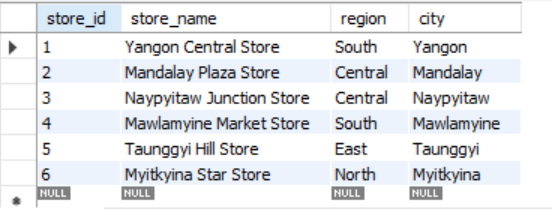 store_id store_name region city
1 Yangon Central Store South Yangon
2 Mandalay Plaza Store Central Mandalay
3 Naypyitaw Junction Store Central Naypyitaw
4 Mawlamyine Market Store South Mawlamyine
5 Taunggyi Hill Store East Taunggyi
6 Myitkyina Star Store North Myitkyina
NULL NULL NULL NULL